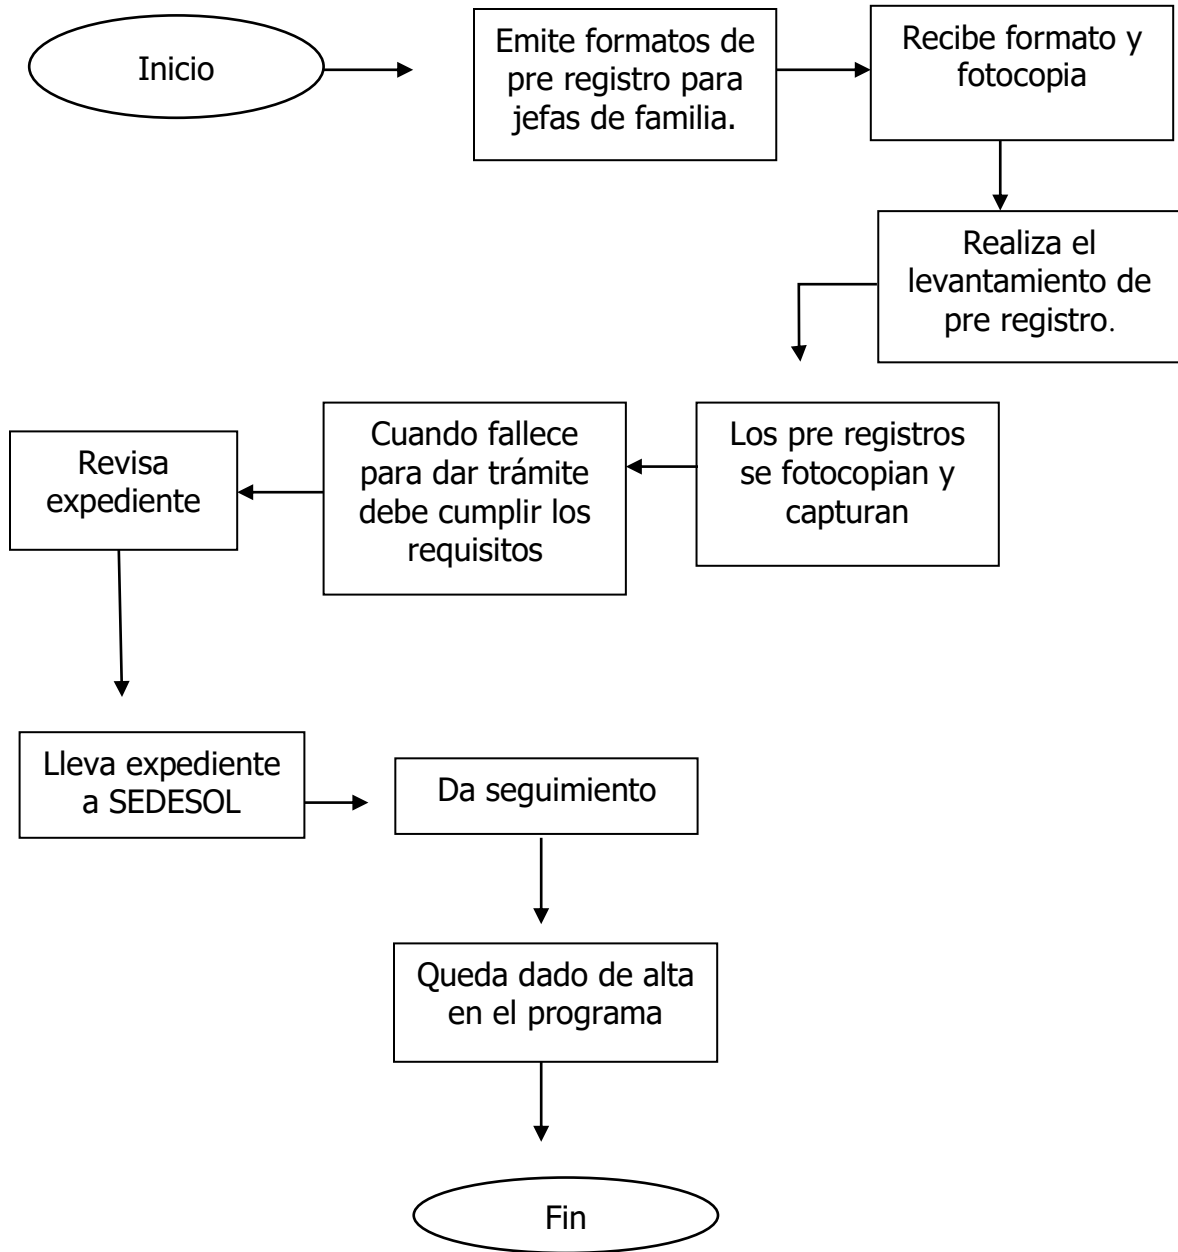 Inicio
Emite formatos de
pre registro para
jefas de familia.
Recibe formato y
fotocopia
Realiza el
levantamiento de
pre registro.
Los pre registros
se fotocopian y
capturan
Cuando fallece
para dar trámite
debe cumplir los
requisitos
Revisa
expediente
Lleva expediente
a SEDESOL
Da seguimiento
Queda dado de alta
en el programa
Fin